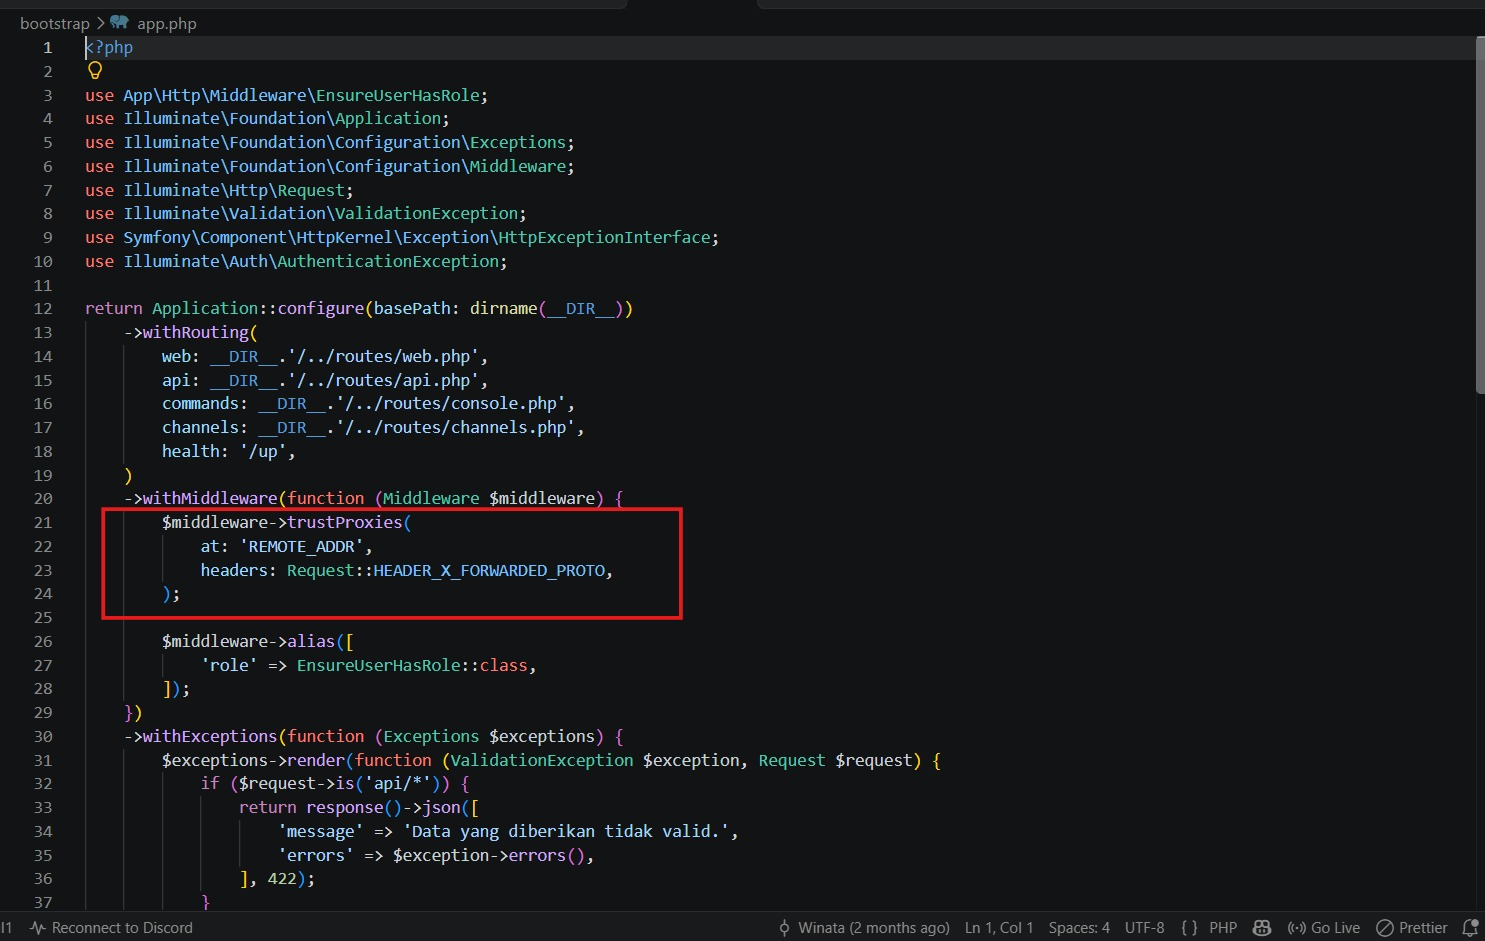 bootstrap > app.php
1 <?php
2
3 use App\Http\Middleware\EnsureUserHasRole;
4 use Illuminate\Foundation\Application;
5 use Illuminate\Foundation\Configuration\Exceptions;
6 use Illuminate\Foundation\Configuration\Middleware;
7 use Illuminate\Http\Request;
8 use Illuminate\Validation\ValidationException;
9 use Symfony\Component\HttpKernel\Exception\HttpExceptionInterface;
10 use Illuminate\Auth\AuthenticationException;
11
12 return Application::configure(basePath: dirname(__DIR__))
13     ->withRouting(
14         web: __DIR__.'/../routes/web.php',
15         api: __DIR__.'/../routes/api.php',
16         commands: __DIR__.'/../routes/console.php',
17         channels: __DIR__.'/../routes/channels.php',
18         health: '/up',
19     )
20     ->withMiddleware(function (Middleware $middleware) {
21         $middleware->trustProxies(
22             at: 'REMOTE_ADDR',
23             headers: Request::HEADER_X_FORWARDED_PROTO,
24         );
25
26         $middleware->alias([
27             'role' => EnsureUserHasRole::class,
28         ]);
29     })
30     ->withExceptions(function (Exceptions $exceptions) {
31         $exceptions->render(function (ValidationException $exception, Request $request) {
32             if ($request->is('api/*')) {
33                 return response()->json([
34                     'message' => 'Data yang diberikan tidak valid.',
35                     'errors' => $exception->errors(),
36                 ], 422);
37             }
Reconnect to Discord Winata (2 months ago) Ln 1, Col 1 Spaces: 4 UTF-8 {} PHP Go Live Prettier